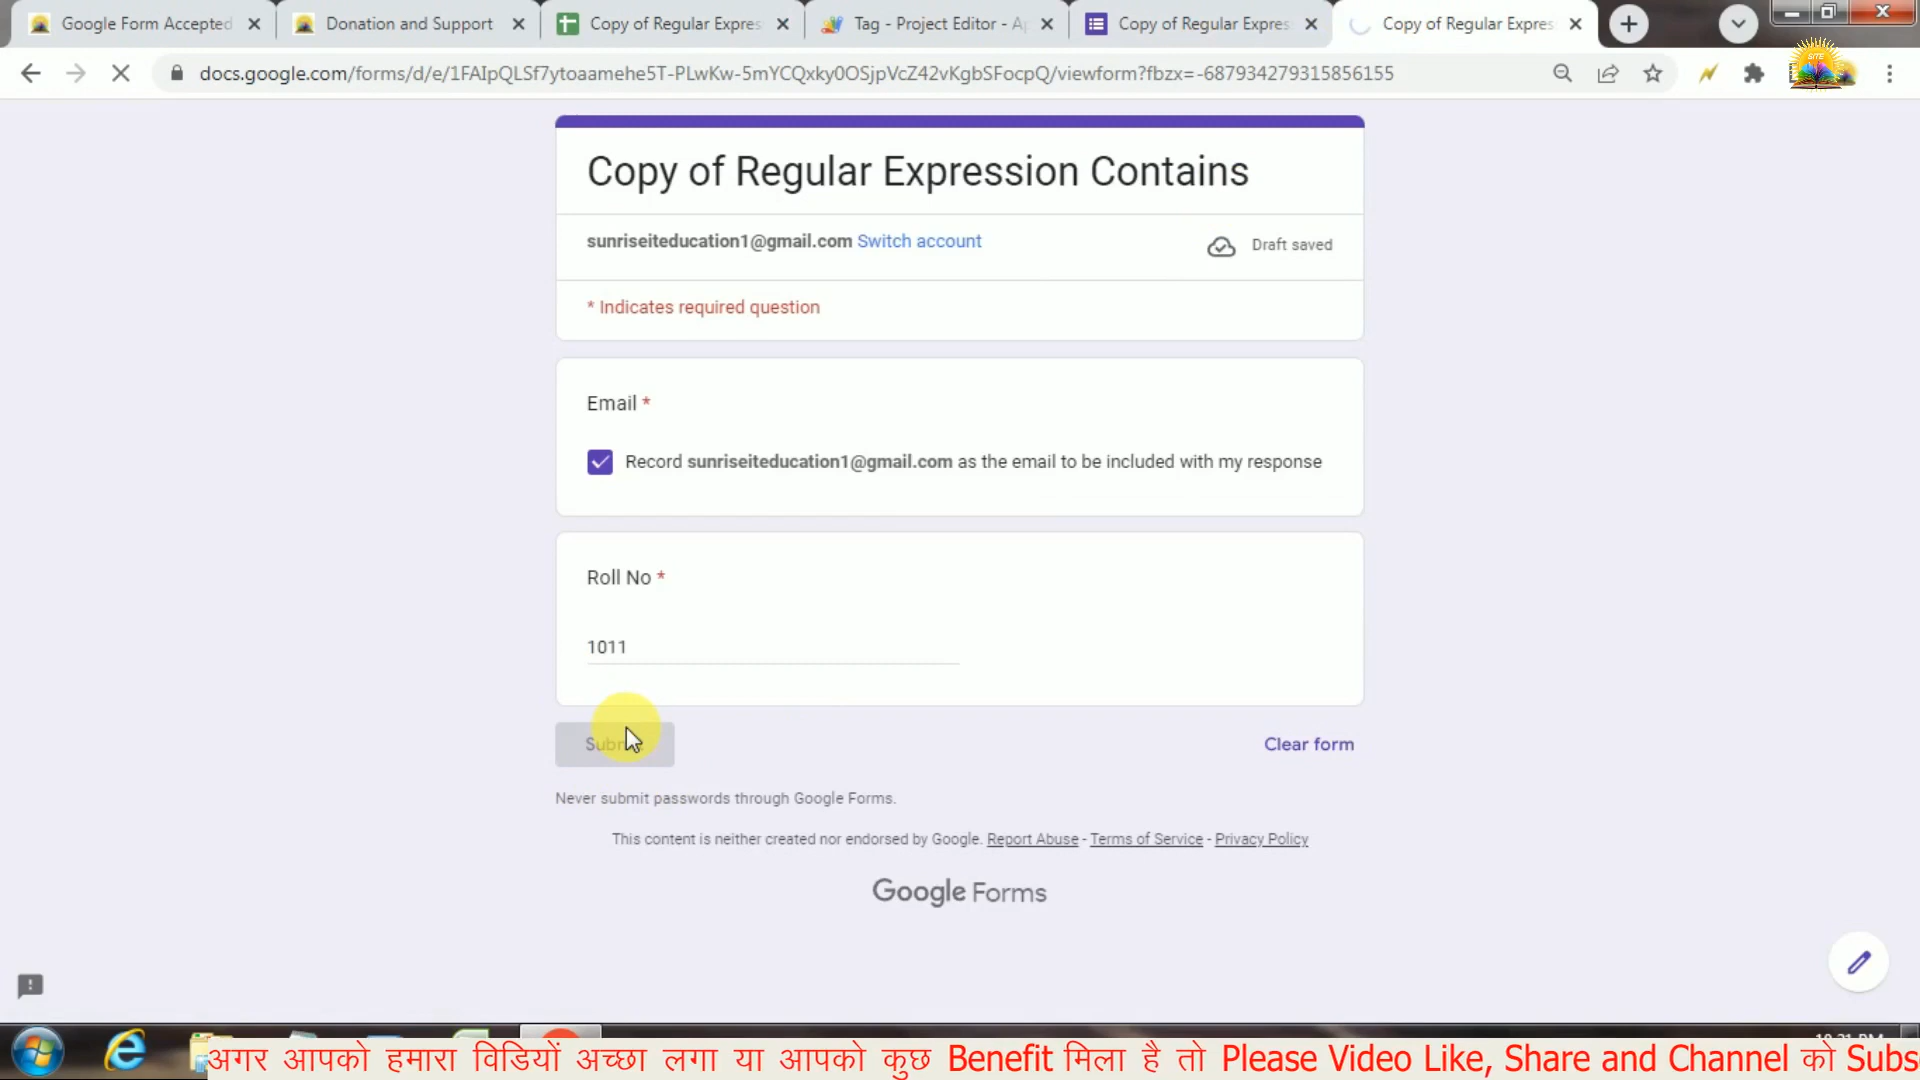 Google Form Accepted
Donation and Support
Copy of Regular Expres
Tag - Project Editor - Ap
Copy of Regular Expres
Copy of Regular Expres
docs.google.com/forms/d/e/1FAIpQLSf7ytoaamehe5T-PLwKw-5mYCQxky0OSjpVcZ42vKgbSFocpQ/viewform?fbzx=-687934279315856155
SITE
Copy of Regular Expression Contains
sunriseiteducation1@gmail.com Switch account
Draft saved
* Indicates required question
Email *
Record sunriseiteducation1@gmail.com as the email to be included with my response
Roll No *
1011
Clear form
Never submit passwords through Google Forms.
This content is neither created nor endorsed by Google. Report Abuse - Terms of Service - Privacy Policy
Google Forms
अगर आपको हमारा विडियों अच्छा लगा या आपको कुछ Benefit मिला है तो Please Video Like, Share and Channel को Subs